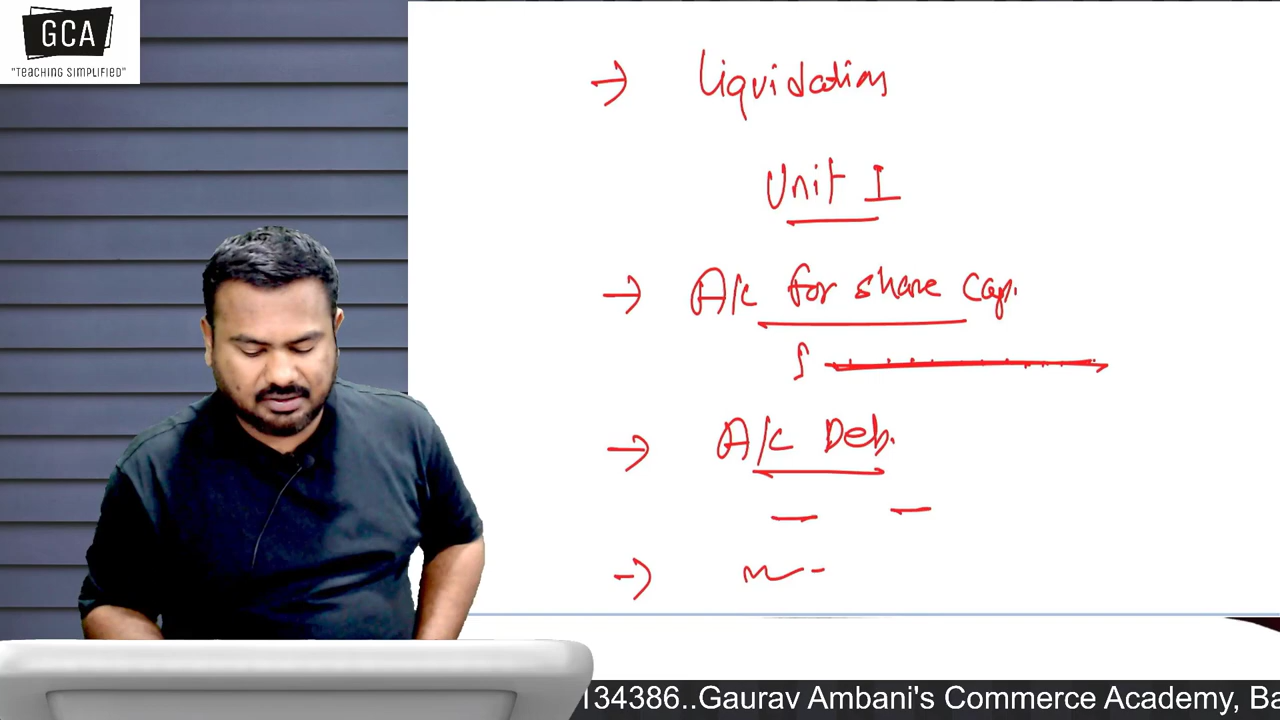 GCA
"TEACHING SIMPLIFIED"
→ Liquidation
Unit I
→ A/c for share cap.
→ A/c Deb.
134386..Gaurav Ambani's Commerce Academy, Ba